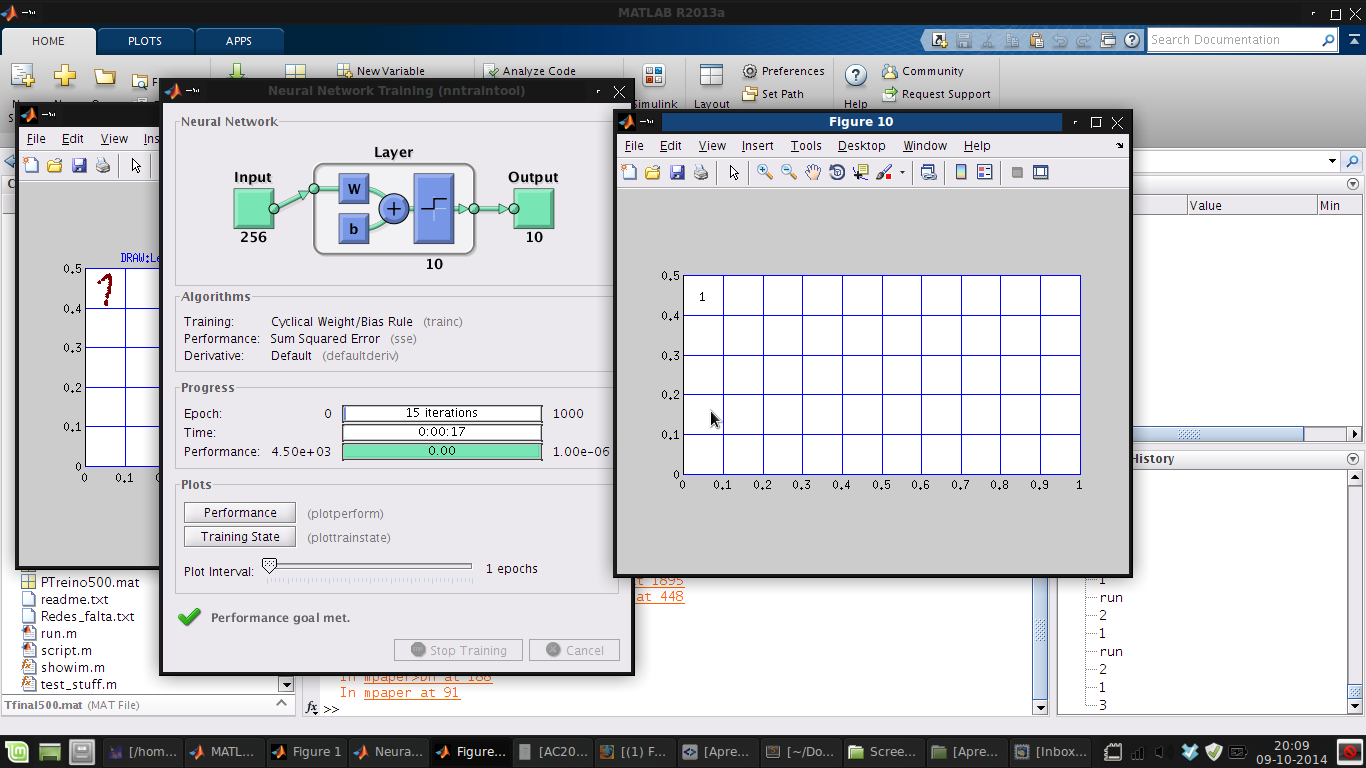 MATLAB R2013a
HOME
PLOTS
APPS
Search Documentation
New Variable
Analyze Code
Preferences
Community
Simulink
Layout
Set Path
Help
Request Support
File Edit View
DRAW:L
0.5
0.4
0.3
0.2
0.1
0
0 0.1
Neural Network Training (nntraintool)
Neural Network
Layer
Input
Output
W
b
256
10
10
Algorithms
Training: Cyclical Weight/Bias Rule (trainc)
Performance: Sum Squared Error (sse)
Derivative: Default (defaultderiv)
Progress
Epoch: 0 15 iterations 1000
Time: 0:00:17
Performance: 4.50e+03 0.00 1.00e-06
Plots
Performance (plotperform)
Training State (plottrainstate)
Plot Interval: 1 epochs
Performance goal met.
Stop Training
Cancel
Figure 10
File Edit View Insert Tools Desktop Window Help
1
0.5
0.4
0.3
0.2
0.1
0
0 0.1 0.2 0.3 0.4 0.5 0.6 0.7 0.8 0.9 1
Value
Min
History
1
run
2
1
run
2
1
3
PTreino500.mat
readme.txt
Redes_falta.txt
run.m
script.m
showim.m
test_stuff.m
Tfinal500.mat (MAT File)
at 1895
at 448
In mpaper>Dn at 188
In mpaper at 91
fx >>
[/hom...
MATL...
Figure 1
Neura...
Figure...
[AC20...
[(1) F...
[Apre...
[~/Do...
Scree...
[Apre...
[Inbox...
20:09
09-10-2014